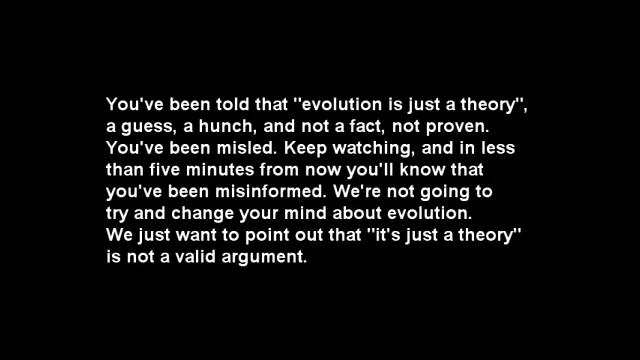 You've been told that "evolution is just a theory",
a guess, a hunch, and not a fact, not proven.
You've been misled. Keep watching, and in less
than five minutes from now you'll know that
you've been misinformed. We're not going to
try and change your mind about evolution.
We just want to point out that "it's just a theory"
is not a valid argument.